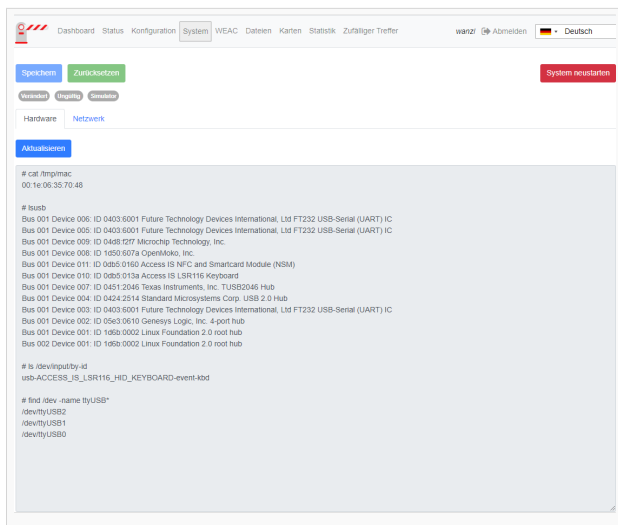 Dashboard Status Konfiguration System WEAC Dateien Karten Statistik Zufälliger Treffer wanzl Abmelden Deutsch
Speichern Zurücksetzen System neustarten
Verändert Ungültig Simulator
Hardware Netzwerk
Aktualisieren
# cat /tmp/mac
00:1e:06:35:70:48
# lsusb
Bus 001 Device 006: ID 0403:6001 Future Technology Devices International, Ltd FT232 USB-Serial (UART) IC
Bus 001 Device 005: ID 0403:6001 Future Technology Devices International, Ltd FT232 USB-Serial (UART) IC
Bus 001 Device 009: ID 04d8:f2f7 Microchip Technology, Inc.
Bus 001 Device 008: ID 1d50:607a OpenMoko, Inc.
Bus 001 Device 011: ID 0db5:0160 Access IS NFC and Smartcard Module (NSM)
Bus 001 Device 010: ID 0db5:013a Access IS LSR116 Keyboard
Bus 001 Device 007: ID 0451:2046 Texas Instruments, Inc. TUSB2046 Hub
Bus 001 Device 004: ID 0424:2514 Standard Microsystems Corp. USB 2.0 Hub
Bus 001 Device 003: ID 0403:6001 Future Technology Devices International, Ltd FT232 USB-Serial (UART) IC
Bus 001 Device 002: ID 05e3:0610 Genesys Logic, Inc. 4-port hub
Bus 001 Device 001: ID 1d6b:0002 Linux Foundation 2.0 root hub
Bus 002 Device 001: ID 1d6b:0002 Linux Foundation 2.0 root hub
# ls /dev/input/by-id
usb-ACCESS_IS_LSR116_HID_KEYBOARD-event-kbd
# find /dev -name ttyUSB*
/dev/ttyUSB2
/dev/ttyUSB1
/dev/ttyUSB0